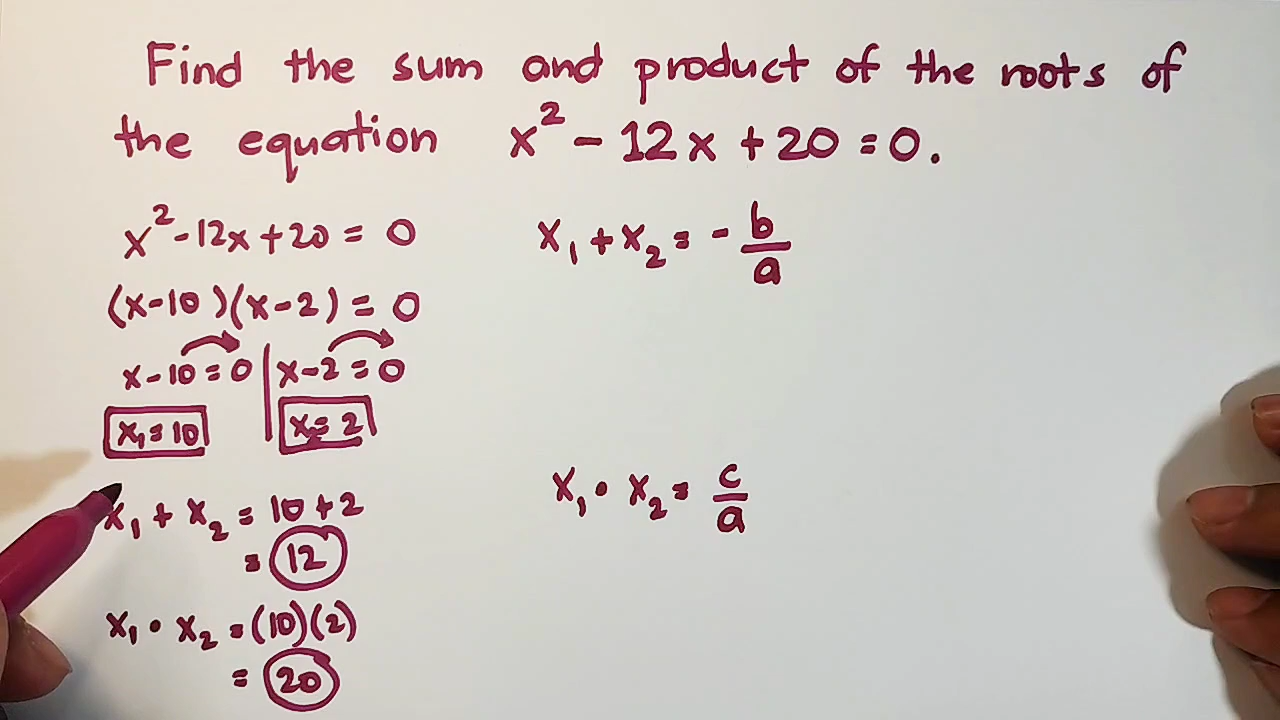 Find the sum and product of the roots of
the equation x² - 12x + 20 = 0.
x² - 12x + 20 = 0
(x - 10)(x - 2) = 0
x - 10 = 0 | x - 2 = 0
x₁ = 10 x₂ = 2
x₁ + x₂ = 10 + 2
= 12
x₁ • x₂ = (10)(2)
= 20
x₁ + x₂ = - b/a
x₁ • x₂ = c/a